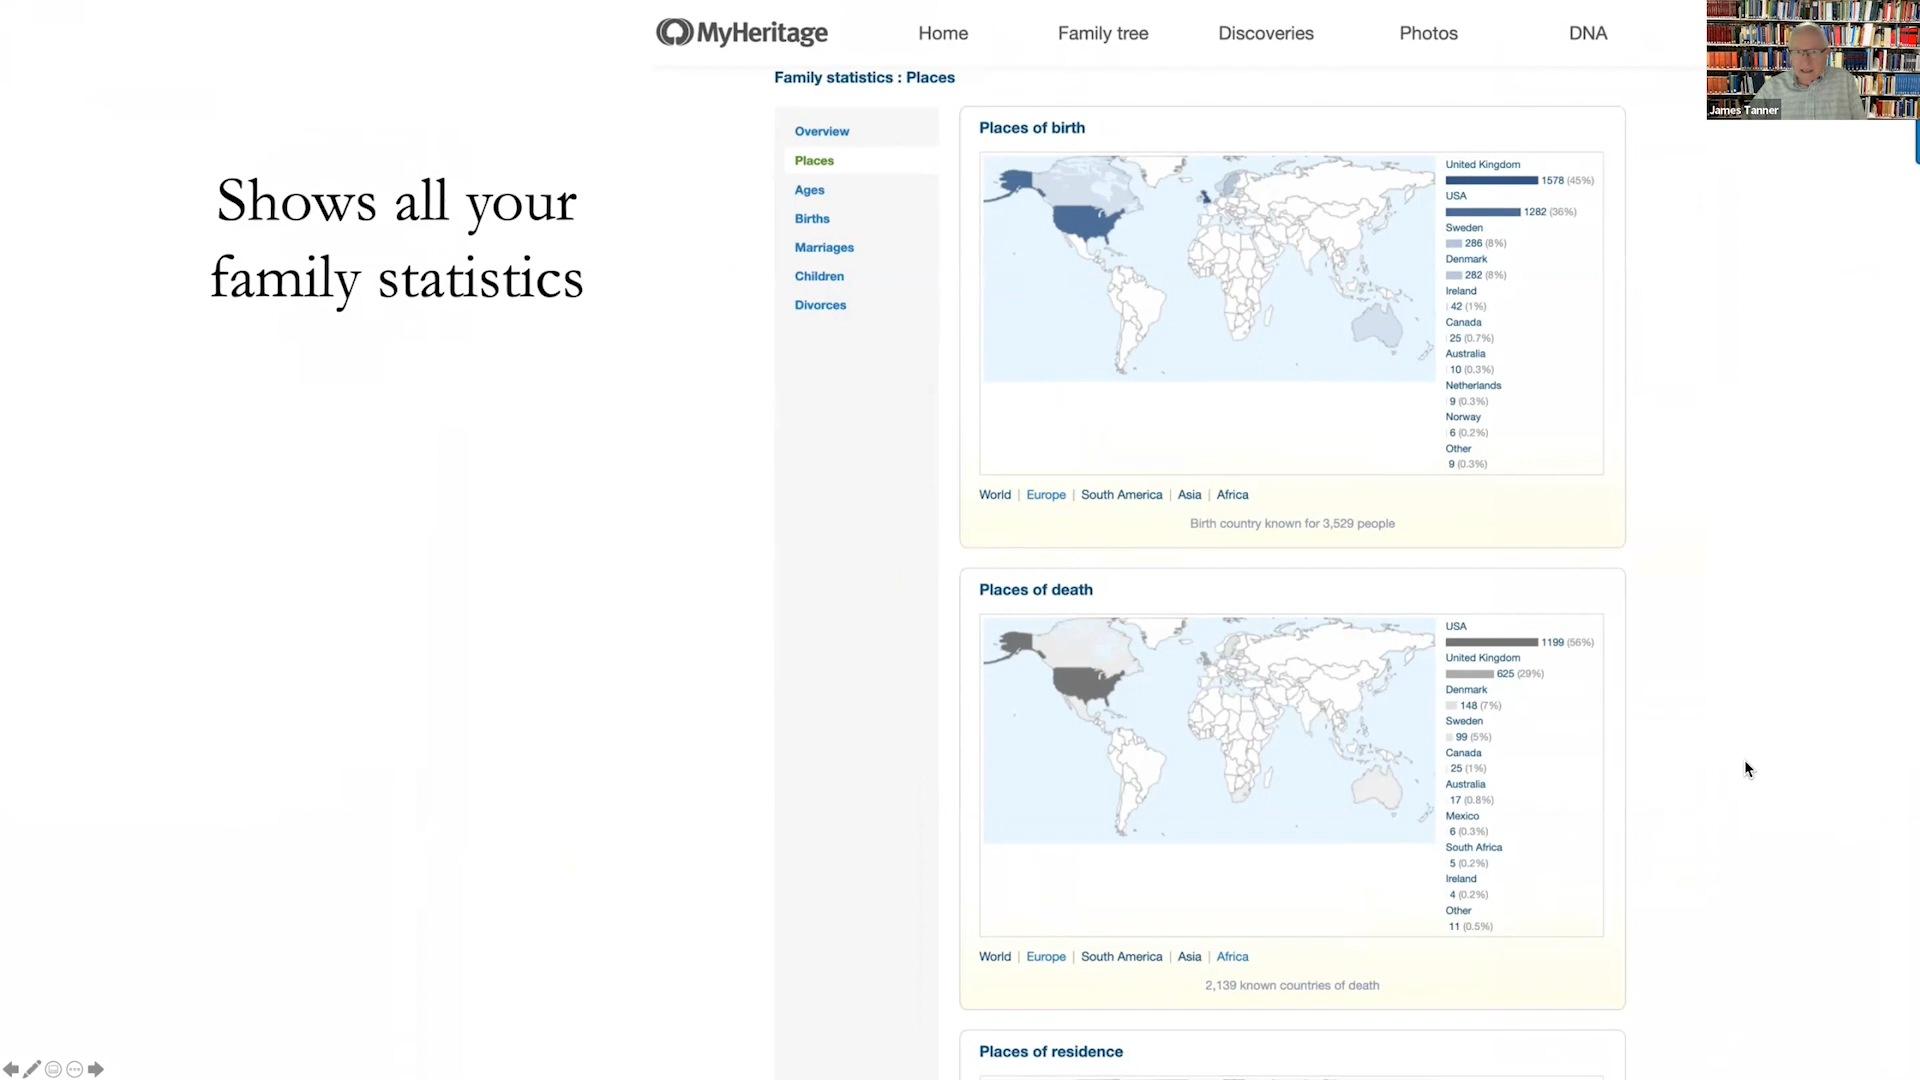 MyHeritage Home Family tree Discoveries Photos DNA
James Tanner
Family statistics : Places
Shows all your
family statistics
Overview
Places
Ages
Births
Marriages
Children
Divorces
Places of birth
United Kingdom
1578 (45%)
USA
1282 (36%)
Sweden
286 (8%)
Denmark
282 (8%)
Ireland
42 (1%)
Canada
25 (0.7%)
Australia
10 (0.3%)
Netherlands
9 (0.3%)
Norway
6 (0.2%)
Other
9 (0.3%)
World | Europe | South America | Asia | Africa
Birth country known for 3,529 people
Places of death
USA
1199 (56%)
United Kingdom
625 (29%)
Denmark
148 (7%)
Sweden
99 (5%)
Canada
25 (1%)
Australia
17 (0.8%)
Mexico
6 (0.3%)
South Africa
5 (0.2%)
Ireland
4 (0.2%)
Other
11 (0.5%)
World | Europe | South America | Asia | Africa
2,139 known countries of death
Places of residence